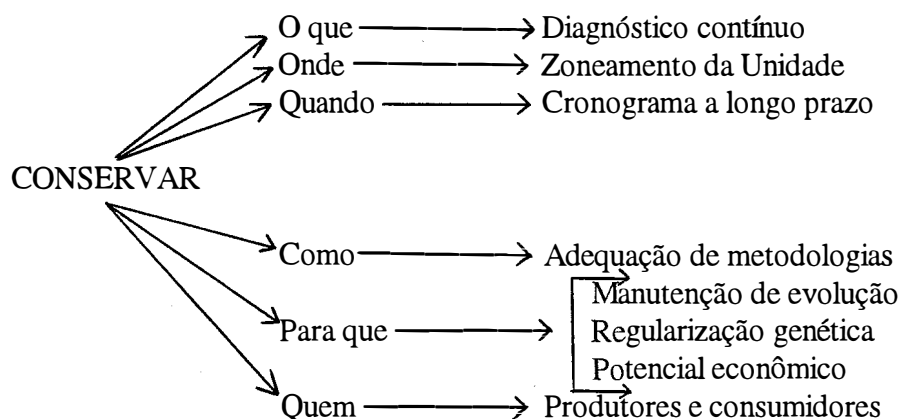 O que Diagnóstico contínuo
Onde Zoneamento da Unidade
Quando Cronograma a longo prazo
CONSERVAR
Como Adequação de metodologias
Manutenção de evolução
Para que Regularização genética
Potencial econômico
Quem Produtores e consumidores